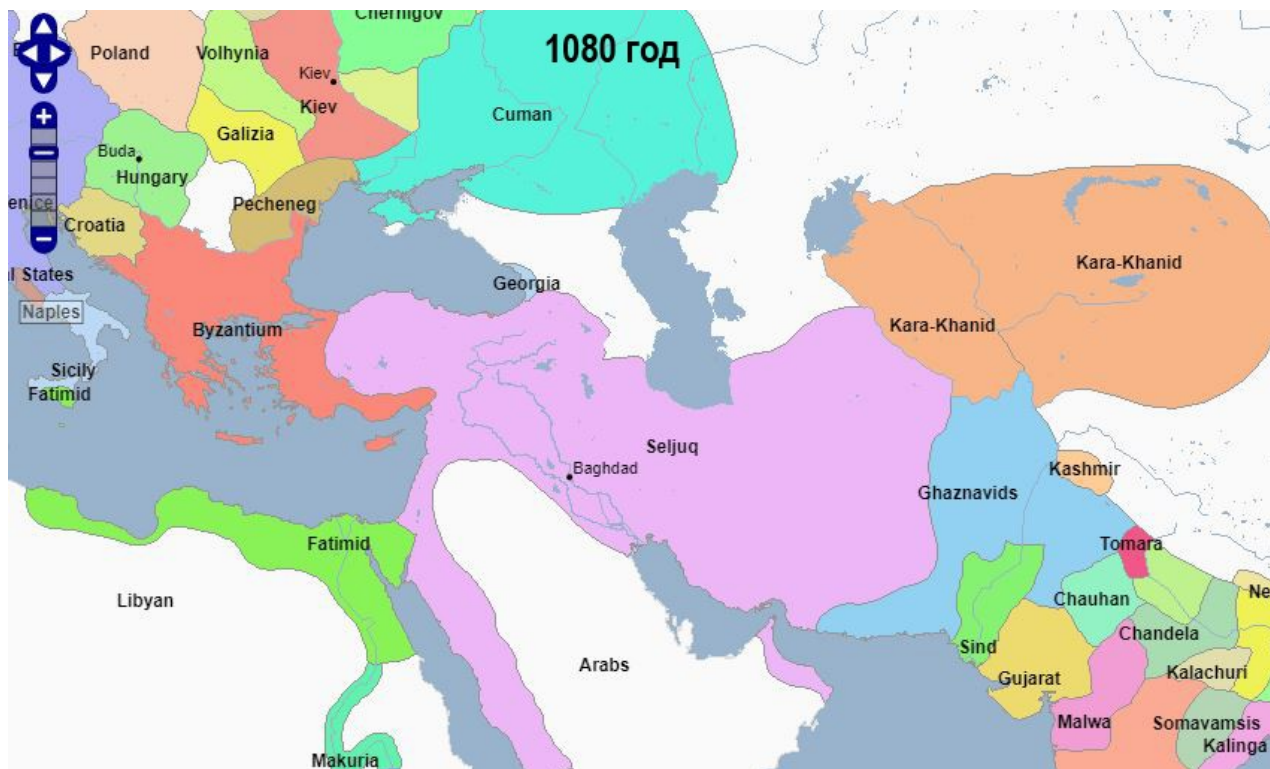 Chernigov
1080 год
Poland
Volhynia
Kiev
Kiev
Cuman
Galizia
Buda
Hungary
Pecheneg
Croatia
Kara-Khanid
Georgia
Naples
Byzantium
Kara-Khanid
Sicily
Fatimid
Seljuq
Baghdad
Kashmir
Ghaznavids
Fatimid
Tomara
Libyan
Chauhan
Chandela
Arabs
Sind
Gujarat
Kalachuri
Malwa
Somavamsis
Kalinga
Makuria